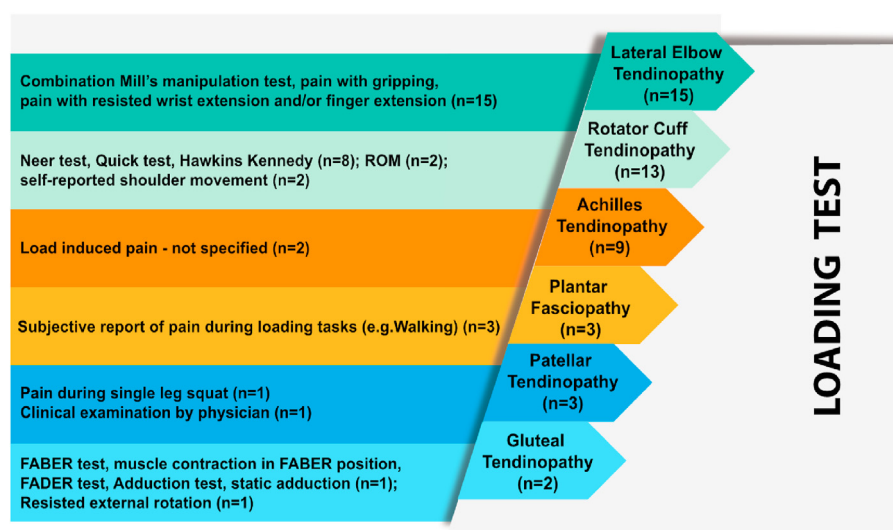 Combination Mill's manipulation test, pain with gripping,
pain with resisted wrist extension and/or finger extension (n=15)
Lateral Elbow
Tendinopathy
(n=15)
Neer test, Quick test, Hawkins Kennedy (n=8); ROM (n=2);
self-reported shoulder movement (n=2)
Rotator Cuff
Tendinopathy
(n=13)
Load induced pain - not specified (n=2)
Achilles
Tendinopathy
(n=9)
Subjective report of pain during loading tasks (e.g.Walking) (n=3)
Plantar
Fasciopathy
(n=3)
Pain during single leg squat (n=1)
Clinical examination by physician (n=1)
Patellar
Tendinopathy
(n=3)
FABER test, muscle contraction in FABER position,
FADER test, Adduction test, static adduction (n=1);
Resisted external rotation (n=1)
Gluteal
Tendinopathy
(n=2)
LOADING TEST